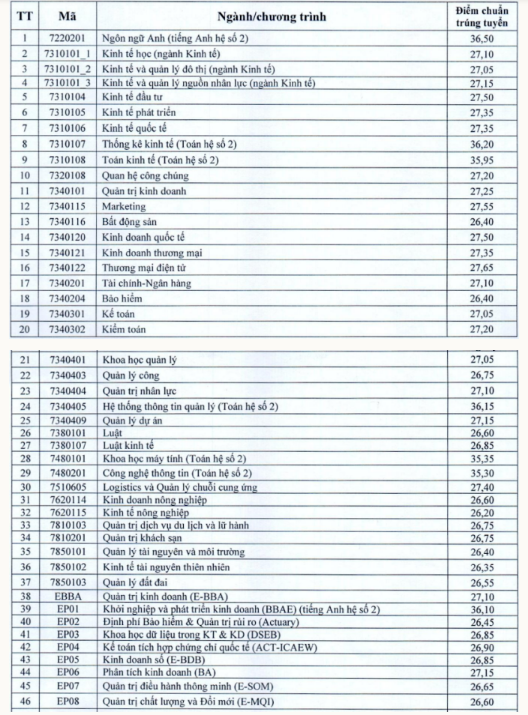 TT Mã Ngành/chương trình Điểm chuẩn
trúng tuyển
1 7220201 Ngôn ngữ Anh (tiếng Anh hệ số 2) 36,50
2 7310101_1 Kinh tế học (ngành Kinh tế) 27,10
3 7310101_2 Kinh tế và quản lý đô thị (ngành Kinh tế) 27,05
4 7310101_3 Kinh tế và quản lý nguồn nhân lực (ngành Kinh tế) 27,15
5 7310104 Kinh tế đầu tư 27,50
6 7310105 Kinh tế phát triển 27,35
7 7310106 Kinh tế quốc tế 27,35
8 7310107 Thống kê kinh tế (Toán hệ số 2) 36,20
9 7310108 Toán kinh tế (Toán hệ số 2) 35,95
10 7320108 Quan hệ công chúng 27,20
11 7340101 Quản trị kinh doanh 27,25
12 7340115 Marketing 27,55
13 7340116 Bất động sản 26,40
14 7340120 Kinh doanh quốc tế 27,50
15 7340121 Kinh doanh thương mại 27,35
16 7340122 Thương mại điện tử 27,65
17 7340201 Tài chính-Ngân hàng 27,10
18 7340204 Bảo hiểm 26,40
19 7340301 Kế toán 27,05
20 7340302 Kiểm toán 27,20
21 7340401 Khoa học quản lý 27,05
22 7340403 Quản lý công 26,75
23 7340404 Quản trị nhân lực 27,10
24 7340405 Hệ thống thông tin quản lý (Toán hệ số 2) 36,15
25 7340409 Quản lý dự án 27,15
26 7380101 Luật 26,60
27 7380107 Luật kinh tế 26,85
28 7480101 Khoa học máy tính (Toán hệ số 2) 35,35
29 7480201 Công nghệ thông tin (Toán hệ số 2) 35,30
30 7510605 Logistics và Quản lý chuỗi cung ứng 27,40
31 7620114 Kinh doanh nông nghiệp 26,60
32 7620115 Kinh tế nông nghiệp 26,20
33 7810103 Quản trị dịch vụ du lịch và lữ hành 26,75
34 7810201 Quản trị khách sạn 26,75
35 7850101 Quản lý tài nguyên và môi trường 26,40
36 7850102 Kinh tế tài nguyên thiên nhiên 26,35
37 7850103 Quản lý đất đai 26,55
38 EBBA Quản trị kinh doanh (E-BBA) 27,10
39 EP01 Khởi nghiệp và phát triển kinh doanh (BBAE) (tiếng Anh hệ số 2) 36,10
40 EP02 Định phí Bảo hiểm & Quản trị rủi ro (Actuary) 26,45
41 EP03 Khoa học dữ liệu trong KT & KD (DSEB) 26,85
42 EP04 Kế toán tích hợp chứng chỉ quốc tế (ACT-ICAEW) 26,90
43 EP05 Kinh doanh số (E-BDB) 26,85
44 EP06 Phân tích kinh doanh (BA) 27,15
45 EP07 Quản trị điều hành thông minh (E-SOM) 26,65
46 EP08 Quản trị chất lượng và Đổi mới (E-MQI) 26,60